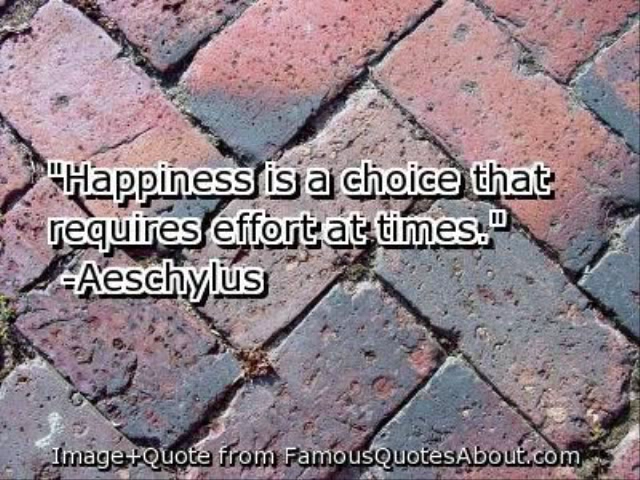 "Happiness is a choice that
requires effort at times."
-Aeschylus
Image+Quote from FamousQuotesAbout.com